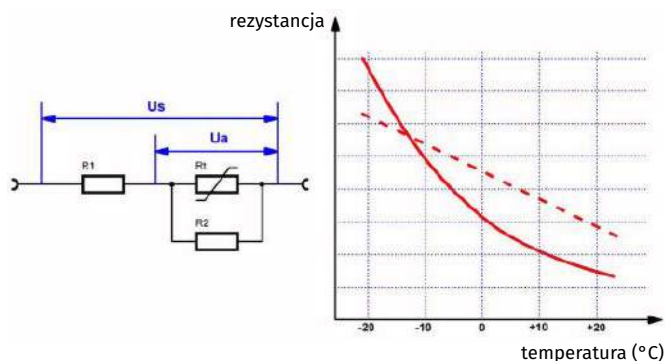 rezystancja
Us
Ua
R1
Rt
R2
-20
-10
0
+10
+20
temperatura (°C)